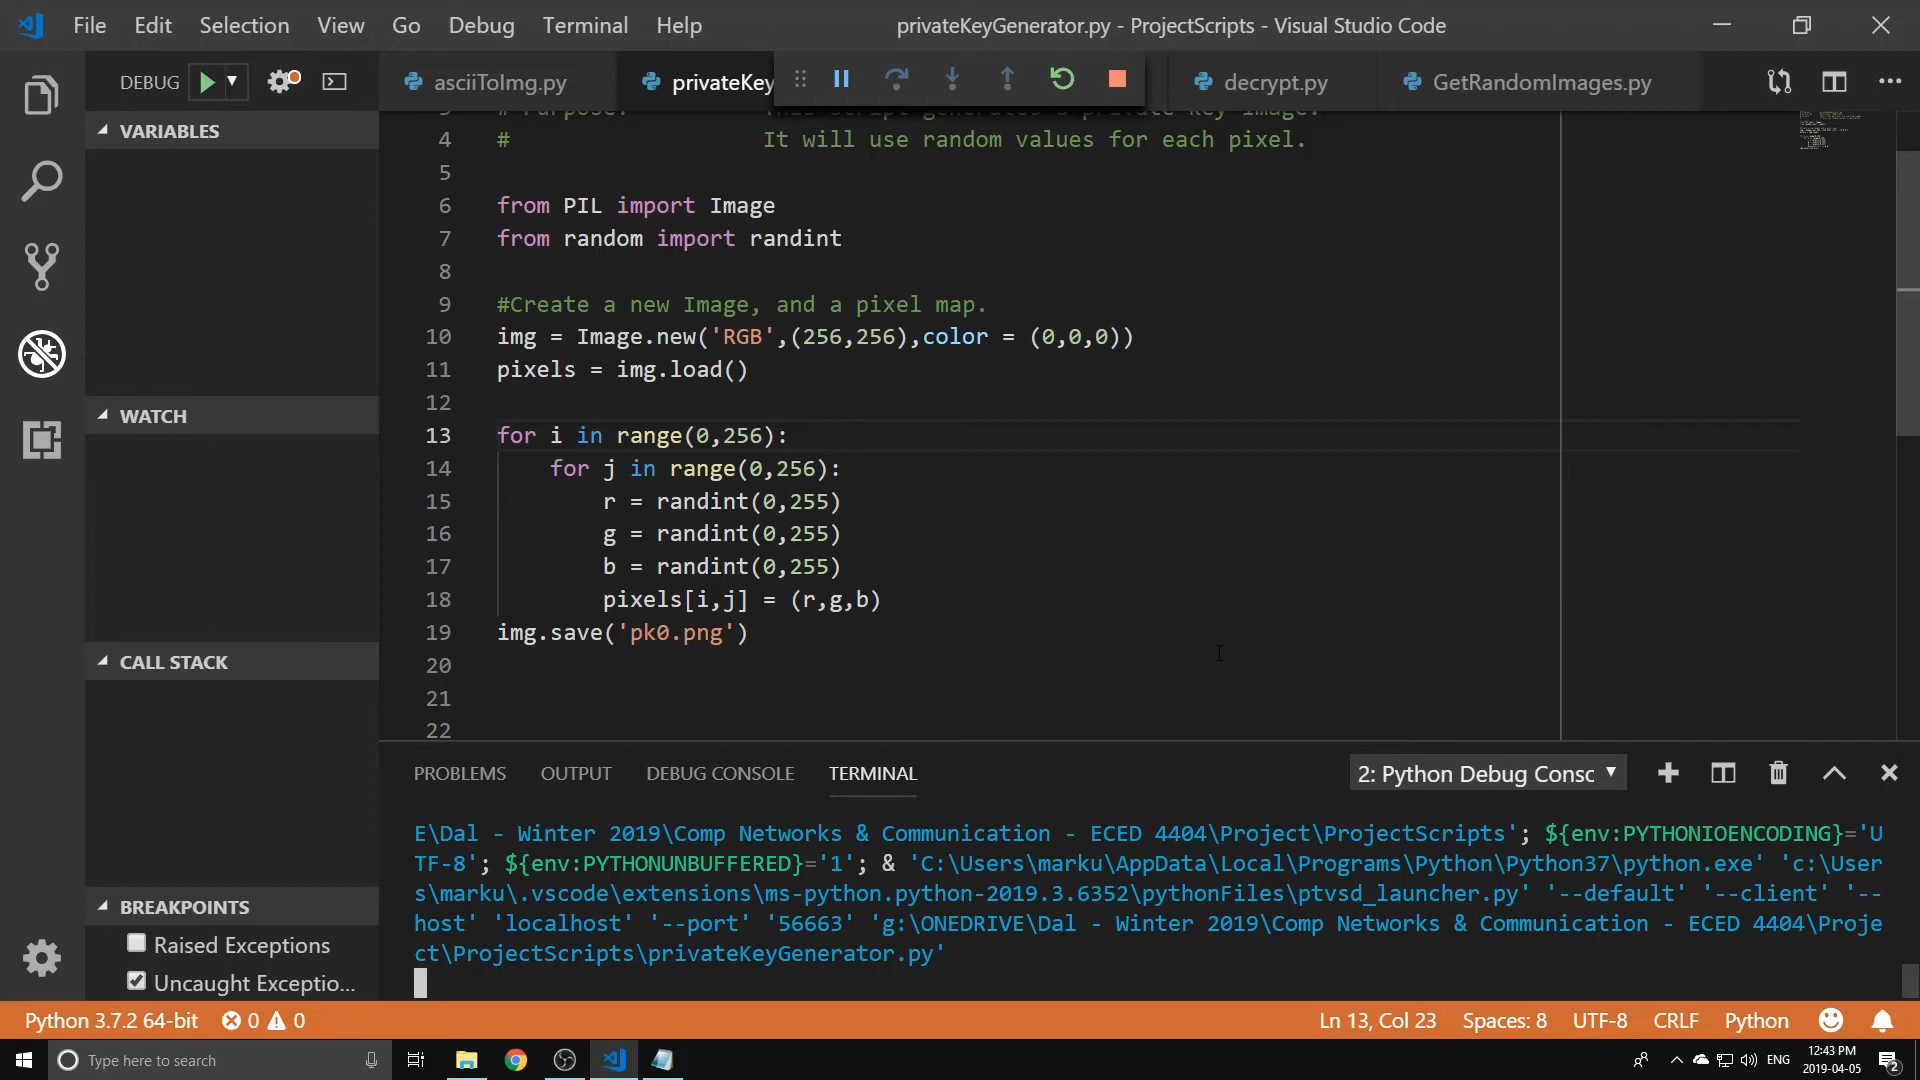 File Edit Selection View Go Debug Terminal Help privateKeyGenerator.py - ProjectScripts - Visual Studio Code
DEBUG asciiToImg.py privateKey decrypt.py GetRandomImages.py
VARIABLES
WATCH
CALL STACK
BREAKPOINTS
Raised Exceptions
Uncaught Exceptio...
3 # Purpose: This script generates a private key image.
4 # It will use random values for each pixel.
5
6 from PIL import Image
7 from random import randint
8
9 #Create a new Image, and a pixel map.
10 img = Image.new('RGB',(256,256),color = (0,0,0))
11 pixels = img.load()
12
13 for i in range(0,256):
14 for j in range(0,256):
15 r = randint(0,255)
16 g = randint(0,255)
17 b = randint(0,255)
18 pixels[i,j] = (r,g,b)
19 img.save('pk0.png')
20
21
22
PROBLEMS OUTPUT DEBUG CONSOLE TERMINAL 2: Python Debug Consc
E\Dal - Winter 2019\Comp Networks & Communication - ECED 4404\Project\ProjectScripts'; ${env:PYTHONIOENCODING}='U
TF-8'; ${env:PYTHONUNBUFFERED}='1'; & 'C:\Users\marku\AppData\Local\Programs\Python\Python37\python.exe' 'c:\User
s\marku\.vscode\extensions\ms-python.python-2019.3.6352\pythonFiles\ptvsd_launcher.py' '--default' '--client' '--
host' 'localhost' '--port' '56663' 'g:\ONEDRIVE\Dal - Winter 2019\Comp Networks & Communication - ECED 4404\Proje
ct\ProjectScripts\privateKeyGenerator.py'
Python 3.7.2 64-bit 0 0 Ln 13, Col 23 Spaces: 8 UTF-8 CRLF Python
Type here to search ENG 12:43 PM
2019-04-05 2